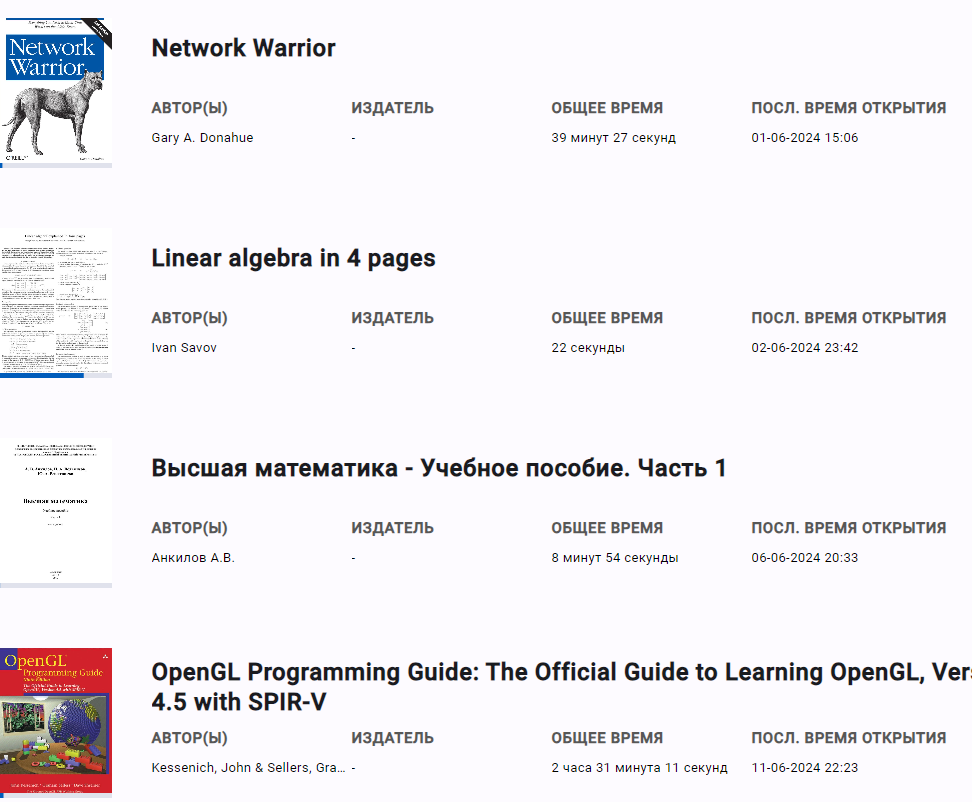 Network
Warrior
O'REILLY
Network Warrior
АВТОР(Ы) ИЗДАТЕЛЬ ОБЩЕЕ ВРЕМЯ ПОСЛ. ВРЕМЯ ОТКРЫТИЯ
Gary A. Donahue - 39 минут 27 секунд 01-06-2024 15:06
Linear algebra in 4 pages
АВТОР(Ы) ИЗДАТЕЛЬ ОБЩЕЕ ВРЕМЯ ПОСЛ. ВРЕМЯ ОТКРЫТИЯ
Ivan Savov - 22 секунды 02-06-2024 23:42
Высшая математика
Высшая математика - Учебное пособие. Часть 1
АВТОР(Ы) ИЗДАТЕЛЬ ОБЩЕЕ ВРЕМЯ ПОСЛ. ВРЕМЯ ОТКРЫТИЯ
Анкилов А.В. - 8 минут 54 секунды 06-06-2024 20:33
OpenGL
Programming Guide
OpenGL Programming Guide: The Official Guide to Learning OpenGL, Vers
4.5 with SPIR-V
АВТОР(Ы) ИЗДАТЕЛЬ ОБЩЕЕ ВРЕМЯ ПОСЛ. ВРЕМЯ ОТКРЫТИЯ
Kessenich, John & Sellers, Gra... - 2 часа 31 минута 11 секунд 11-06-2024 22:23